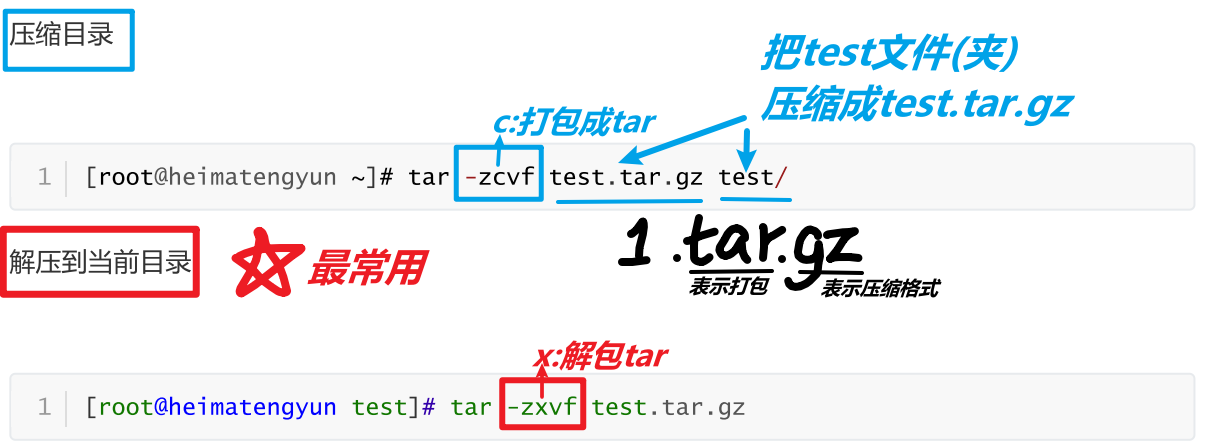 压缩目录
把test文件(夹)
压缩成test.tar.gz
c:打包成tar
1 [root@heimatengyun ~]# tar -zcvf test.tar.gz test/
解压到当前目录
最常用
1 .tar.gz
表示打包
表示压缩格式
x:解包tar
1 [root@heimatengyun test]# tar -zxvf test.tar.gz